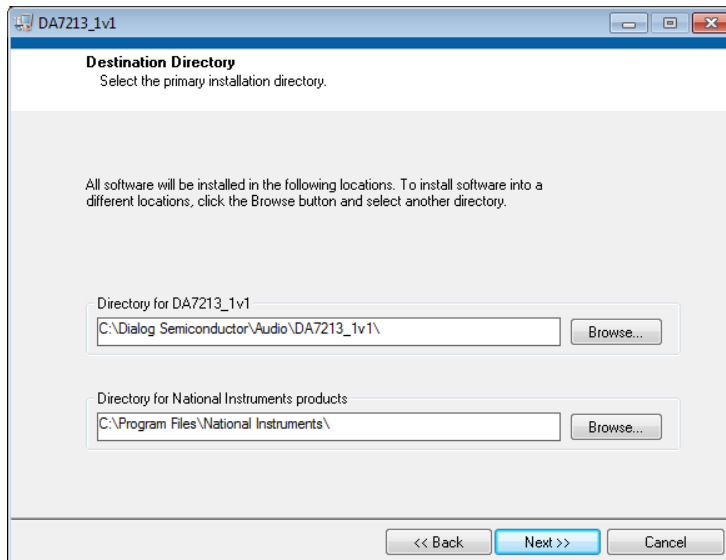 DA7213_1v1
Destination Directory
Select the primary installation directory.
All software will be installed in the following locations. To install software into a
different locations, click the Browse button and select another directory.
Directory for DA7213_1v1
C:\Dialog Semiconductor\Audio\DA7213_1v1\
Browse...
Directory for National Instruments products
C:\Program Files\National Instruments\
Browse...
<< Back
Next >>
Cancel